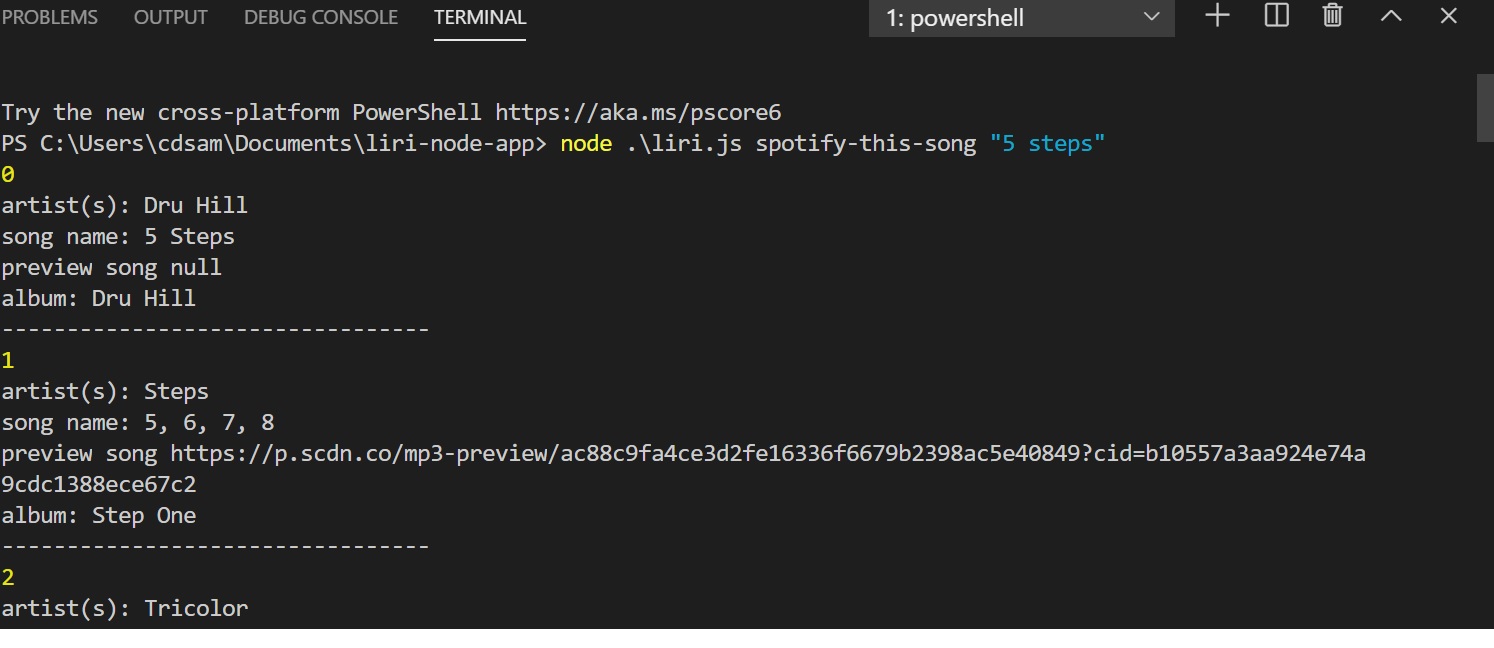 PROBLEMS OUTPUT DEBUG CONSOLE TERMINAL 1: powershell
Try the new cross-platform PowerShell https://aka.ms/pscore6
PS C:\Users\cdsam\Documents\liri-node-app> node .\liri.js spotify-this-song "5 steps"
0
artist(s): Dru Hill
song name: 5 Steps
preview song null
album: Dru Hill
---------------------------------
1
artist(s): Steps
song name: 5, 6, 7, 8
preview song https://p.scdn.co/mp3-preview/ac88c9fa4ce3d2fe16336f6679b2398ac5e40849?cid=b10557a3aa924e74a
9cdc1388ece67c2
album: Step One
---------------------------------
2
artist(s): Tricolor